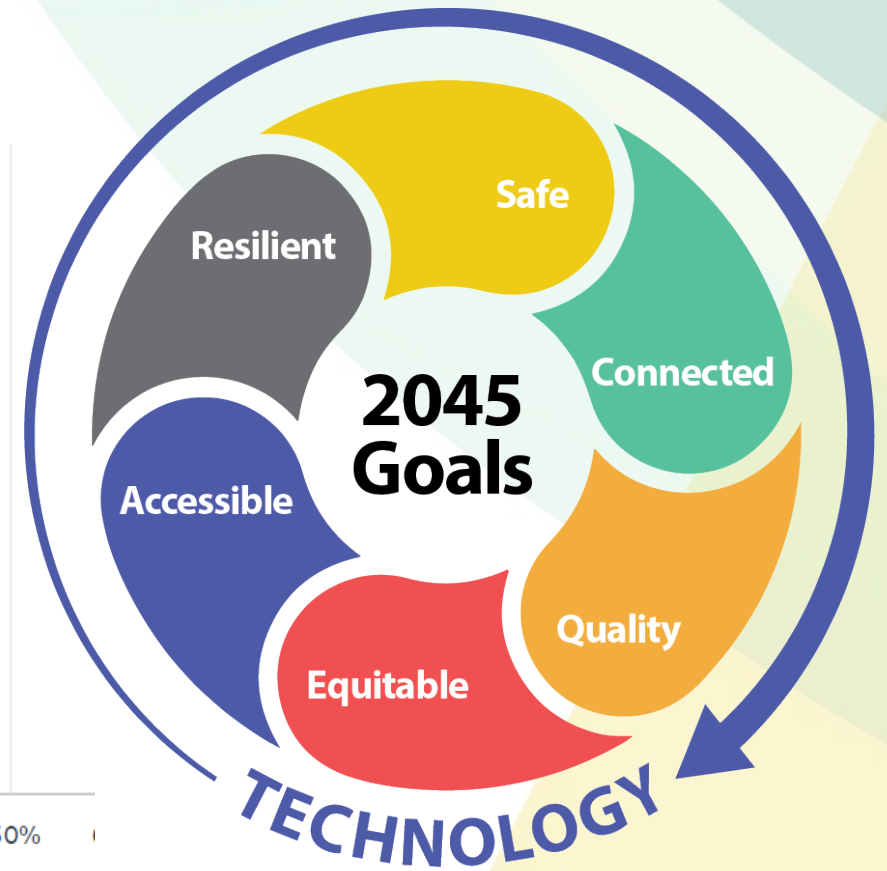 Safe
Resilient
Connected
2045
Goals
Accessible
Quality
Equitable
TECHNOLOGY